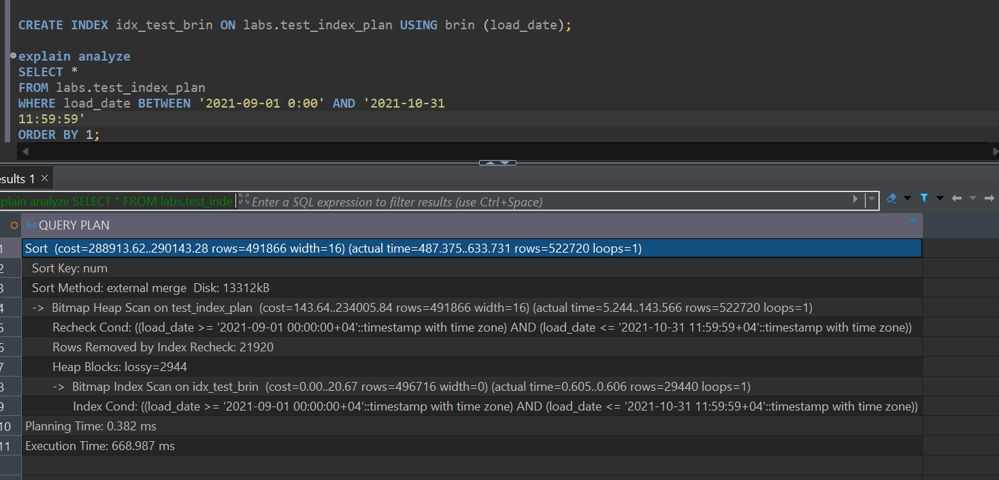 CREATE INDEX idx_test_brin ON labs.test_index_plan USING brin (load_date);
explain analyze
SELECT *
FROM labs.test_index_plan
WHERE load_date BETWEEN '2021-09-01 0:00' AND '2021-10-31
11:59:59'
ORDER BY 1;
esults 1
plain analyze SELECT * FROM labs.test_inde Enter a SQL expression to filter results (use Ctrl+Space)
A-Z QUERY PLAN
1 Sort (cost=288913.62..290143.28 rows=491866 width=16) (actual time=487.375..633.731 rows=522720 loops=1)
2 Sort Key: num
3 Sort Method: external merge Disk: 13312kB
4 -> Bitmap Heap Scan on test_index_plan (cost=143.64..234005.84 rows=491866 width=16) (actual time=5.244..143.566 rows=522720 loops=1)
5 Recheck Cond: ((load_date >= '2021-09-01 00:00:00+04'::timestamp with time zone) AND (load_date <= '2021-10-31 11:59:59+04'::timestamp with time zone))
6 Rows Removed by Index Recheck: 21920
7 Heap Blocks: lossy=2944
8 -> Bitmap Index Scan on idx_test_brin (cost=0.00..20.67 rows=496716 width=0) (actual time=0.605..0.606 rows=29440 loops=1)
9 Index Cond: ((load_date >= '2021-09-01 00:00:00+04'::timestamp with time zone) AND (load_date <= '2021-10-31 11:59:59+04'::timestamp with time zone))
10 Planning Time: 0.382 ms
11 Execution Time: 668.987 ms